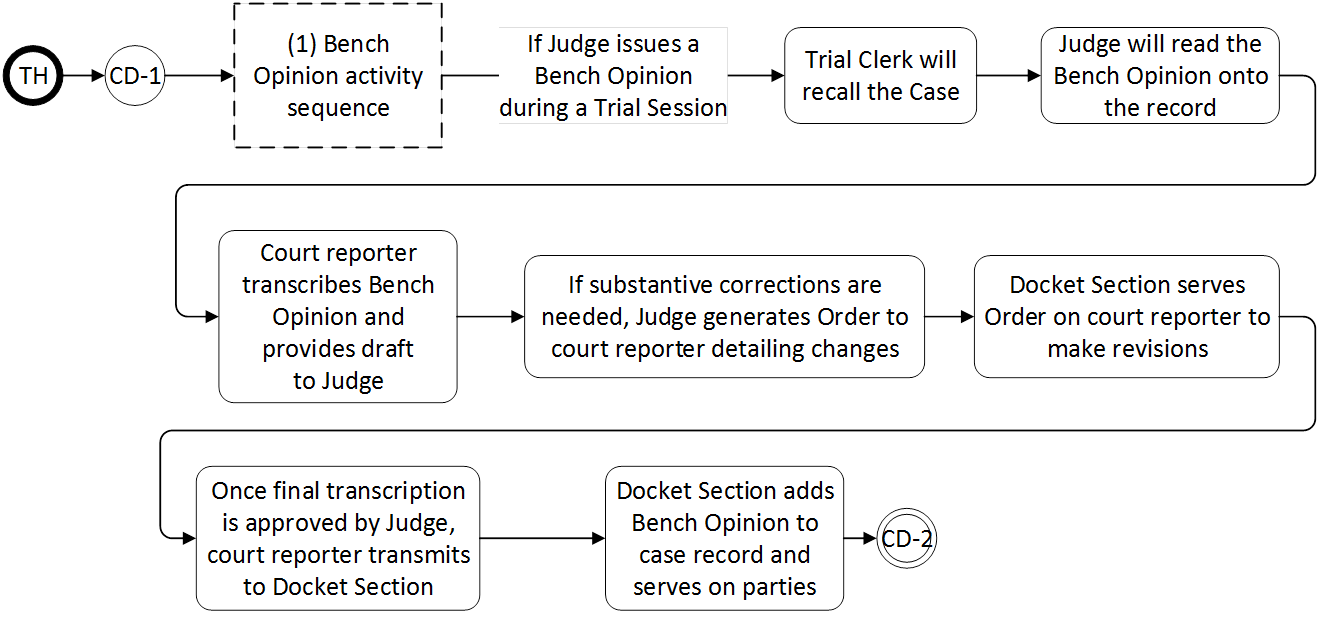 TH
CD-1
(1) Bench
Opinion activity
sequence
If Judge issues a
Bench Opinion
during a Trial Session
Trial Clerk will
recall the Case
Judge will read the
Bench Opinion onto
the record
Court reporter
transcribes Bench
Opinion and
provides draft
to Judge
If substantive corrections are
needed, Judge generates Order to
court reporter detailing changes
Docket Section serves
Order on court reporter to
make revisions
Once final transcription
is approved by Judge,
court reporter transmits
to Docket Section
Docket Section adds
Bench Opinion to
case record and
serves on parties
CD-2